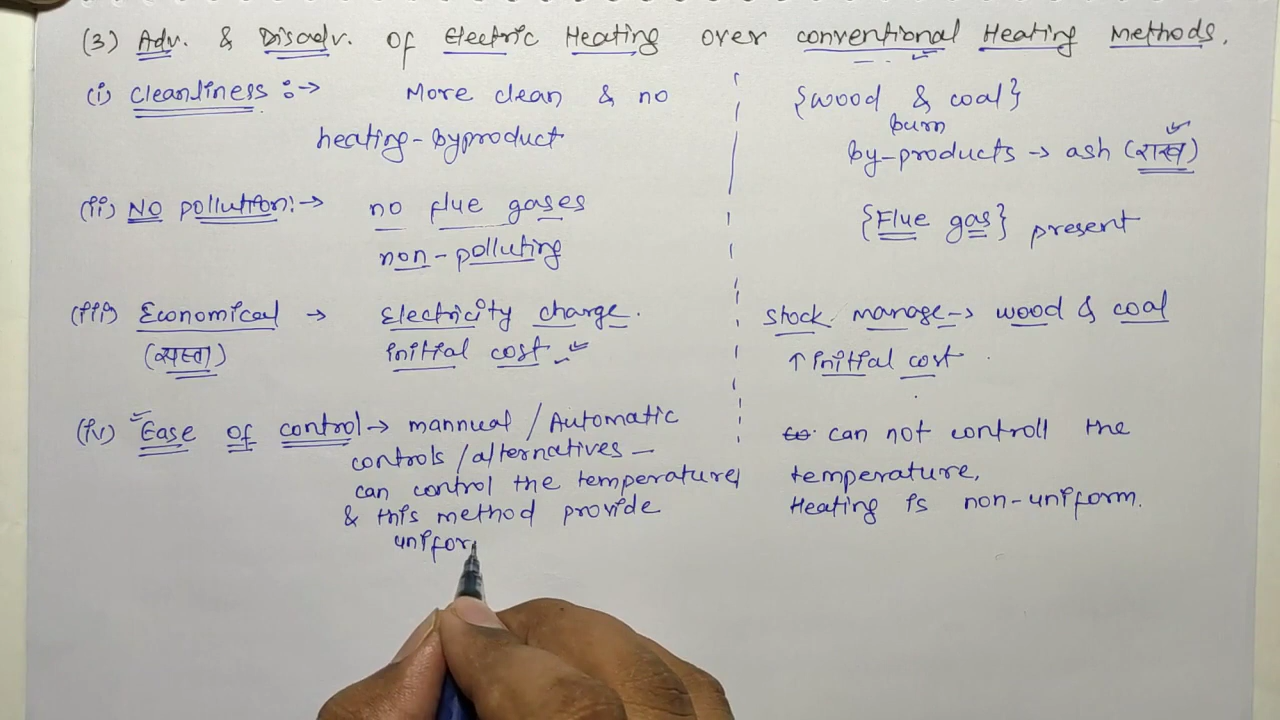 (3) Adv. & Disadv. of Electric Heating over conventional Heating Methods.
(i) Cleanliness :→ More clean & no {wood & coal}
burn
heating-byproduct by-products → ash (राख)
(ii) NO pollution:→ no flue gases {Flue gas} present
non-polluting
(iii) Economical → Electricity charge. stock manage → wood & coal
(सस्ता) initial cost ↑ initial cost
(iv) Ease of control → mannual / Automatic can not controll the
controls / alternatives —
can control the temperature, temperature,
& this method provide Heating is non-uniform.
unifor